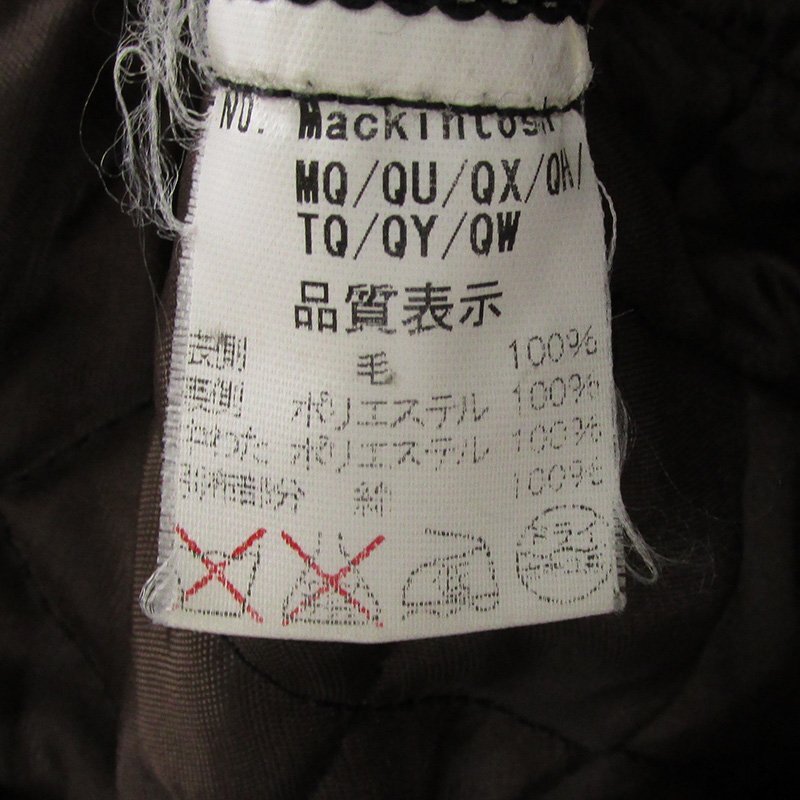 NO. Mackintosh
MQ/QU/QX/QH/
TQ/QY/QW
品質表示
表側 毛 100%
裏側 ポリエステル 100%
中わた ポリエステル 100%
別布部分 綿 100%